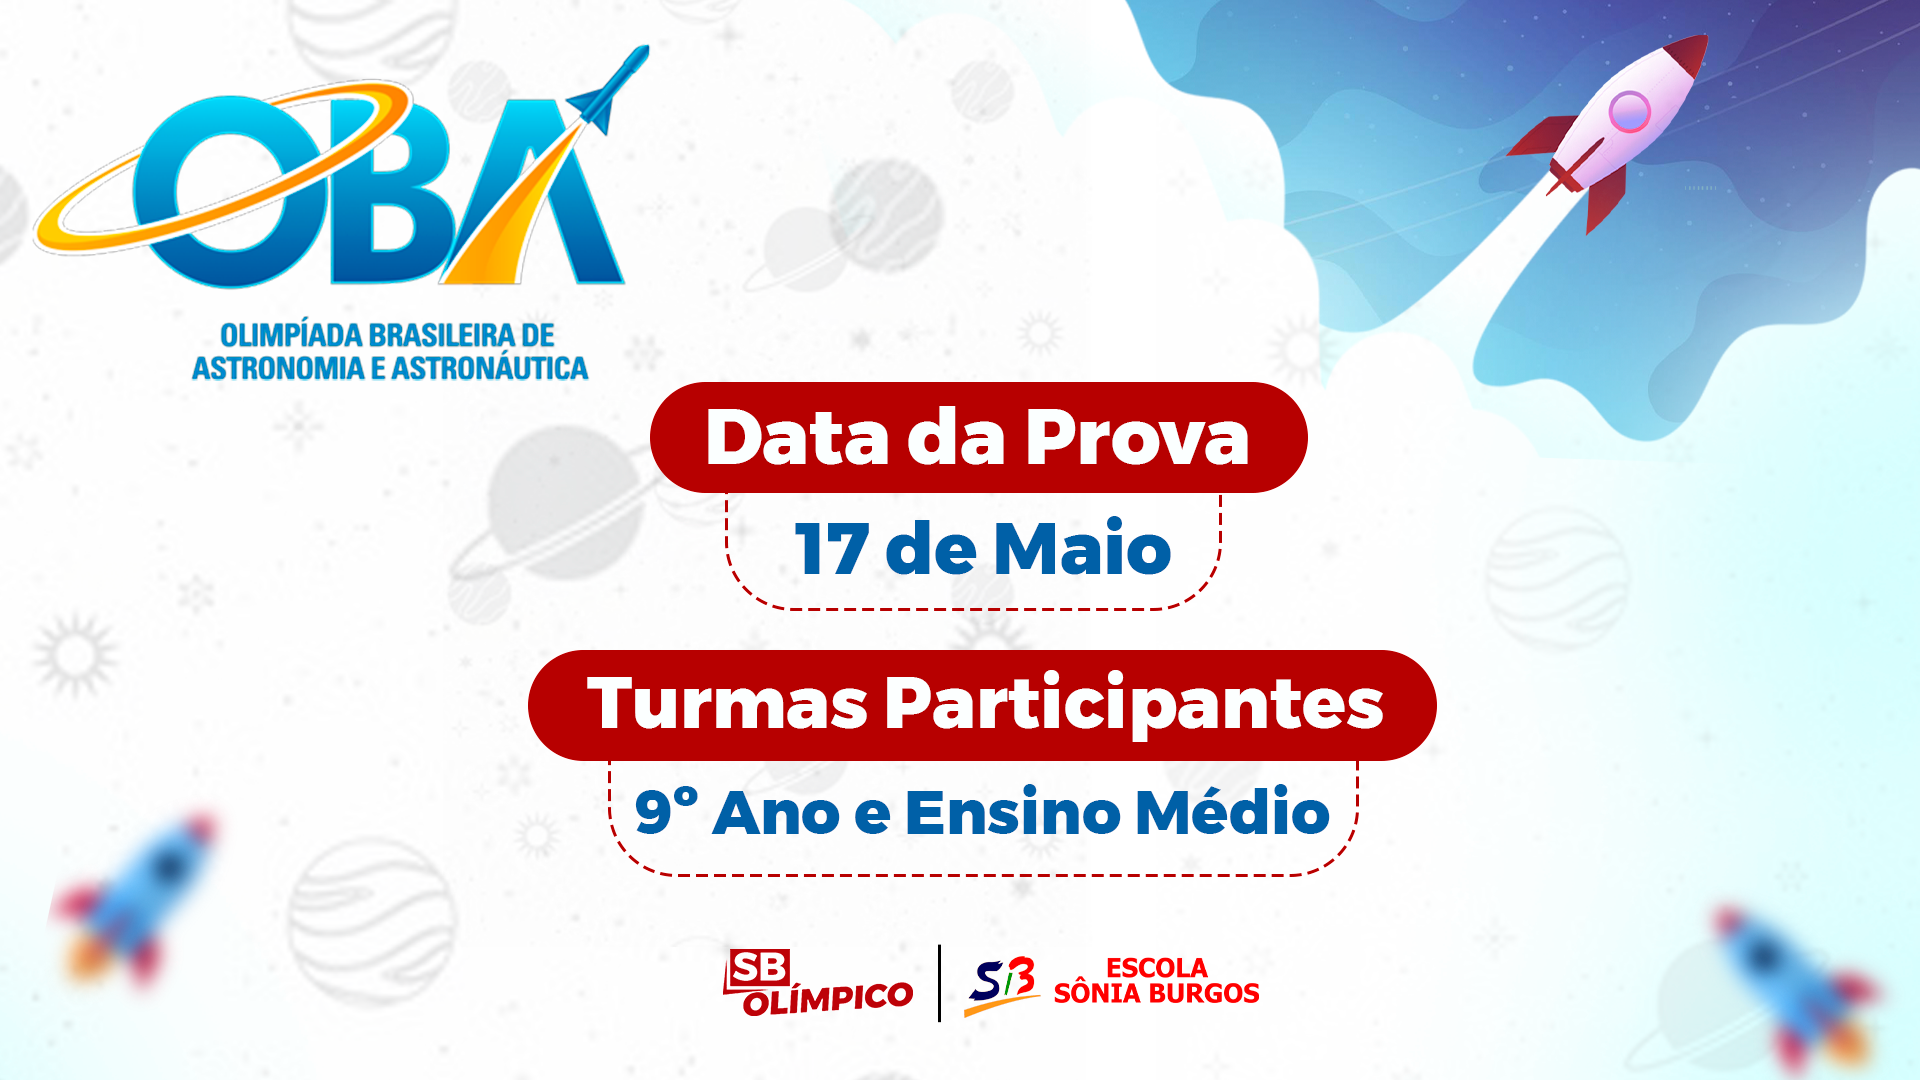 OBA
OLIMPÍADA BRASILEIRA DE
ASTRONOMIA E ASTRONÁUTICA
Data da Prova
17 de Maio
Turmas Participantes
9º Ano e Ensino Médio
SB
OLÍMPICO
SB
ESCOLA
SÔNIA BURGOS